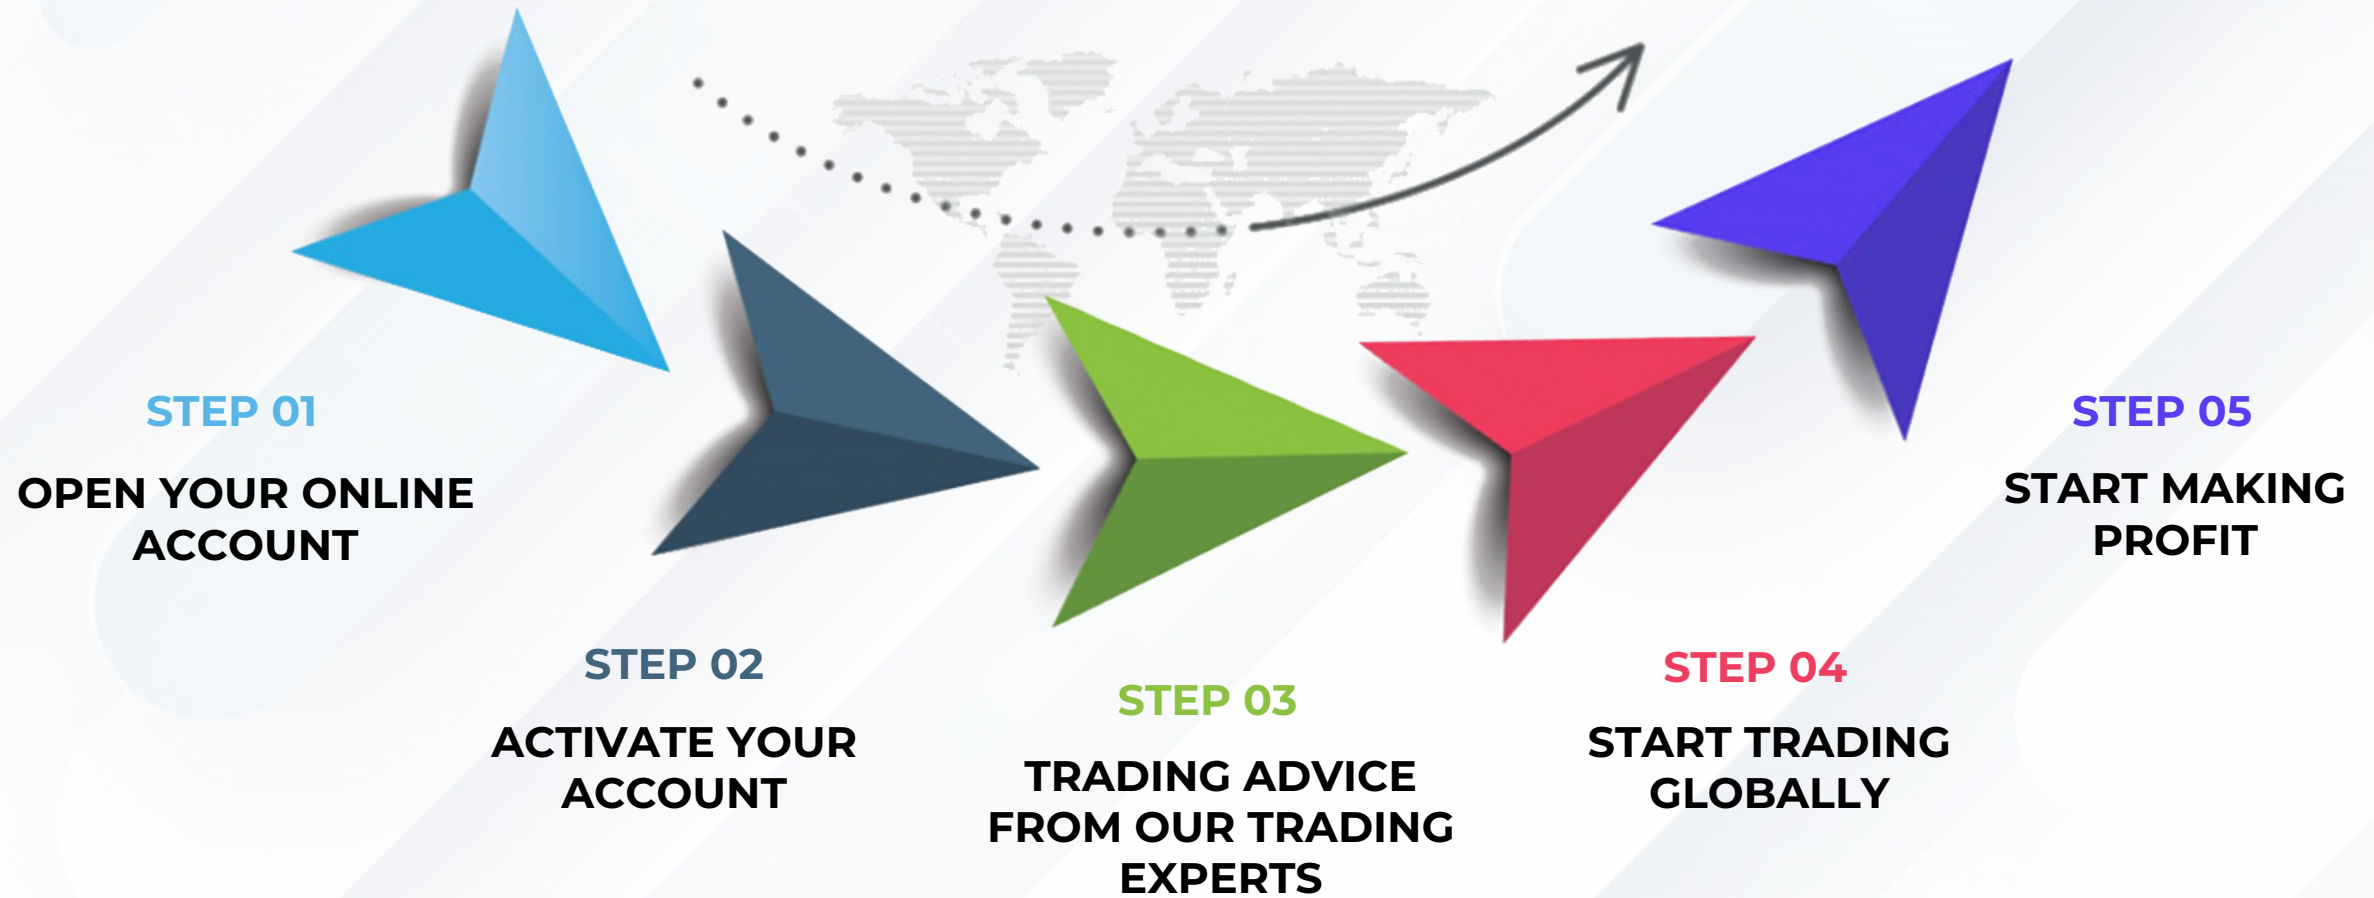 STEP 01
OPEN YOUR ONLINE
ACCOUNT
STEP 02
ACTIVATE YOUR
ACCOUNT
STEP 03
TRADING ADVICE
FROM OUR TRADING
EXPERTS
STEP 04
START TRADING
GLOBALLY
STEP 05
START MAKING
PROFIT